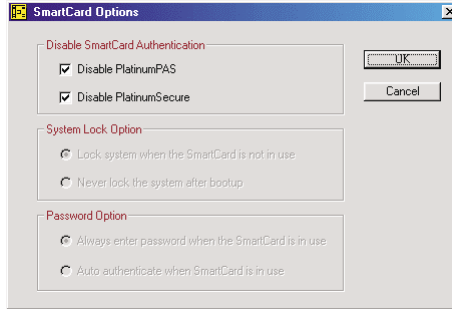 SmartCard Options
Disable SmartCard Authentication
Disable PlatinumPAS
OK
Disable PlatinumSecure
Cancel
System Lock Option
Lock system when the SmartCard is not in use
Never lock the system after bootup
Password Option
Always enter password when the SmartCard is in use
Auto authenticate when SmartCard is in use